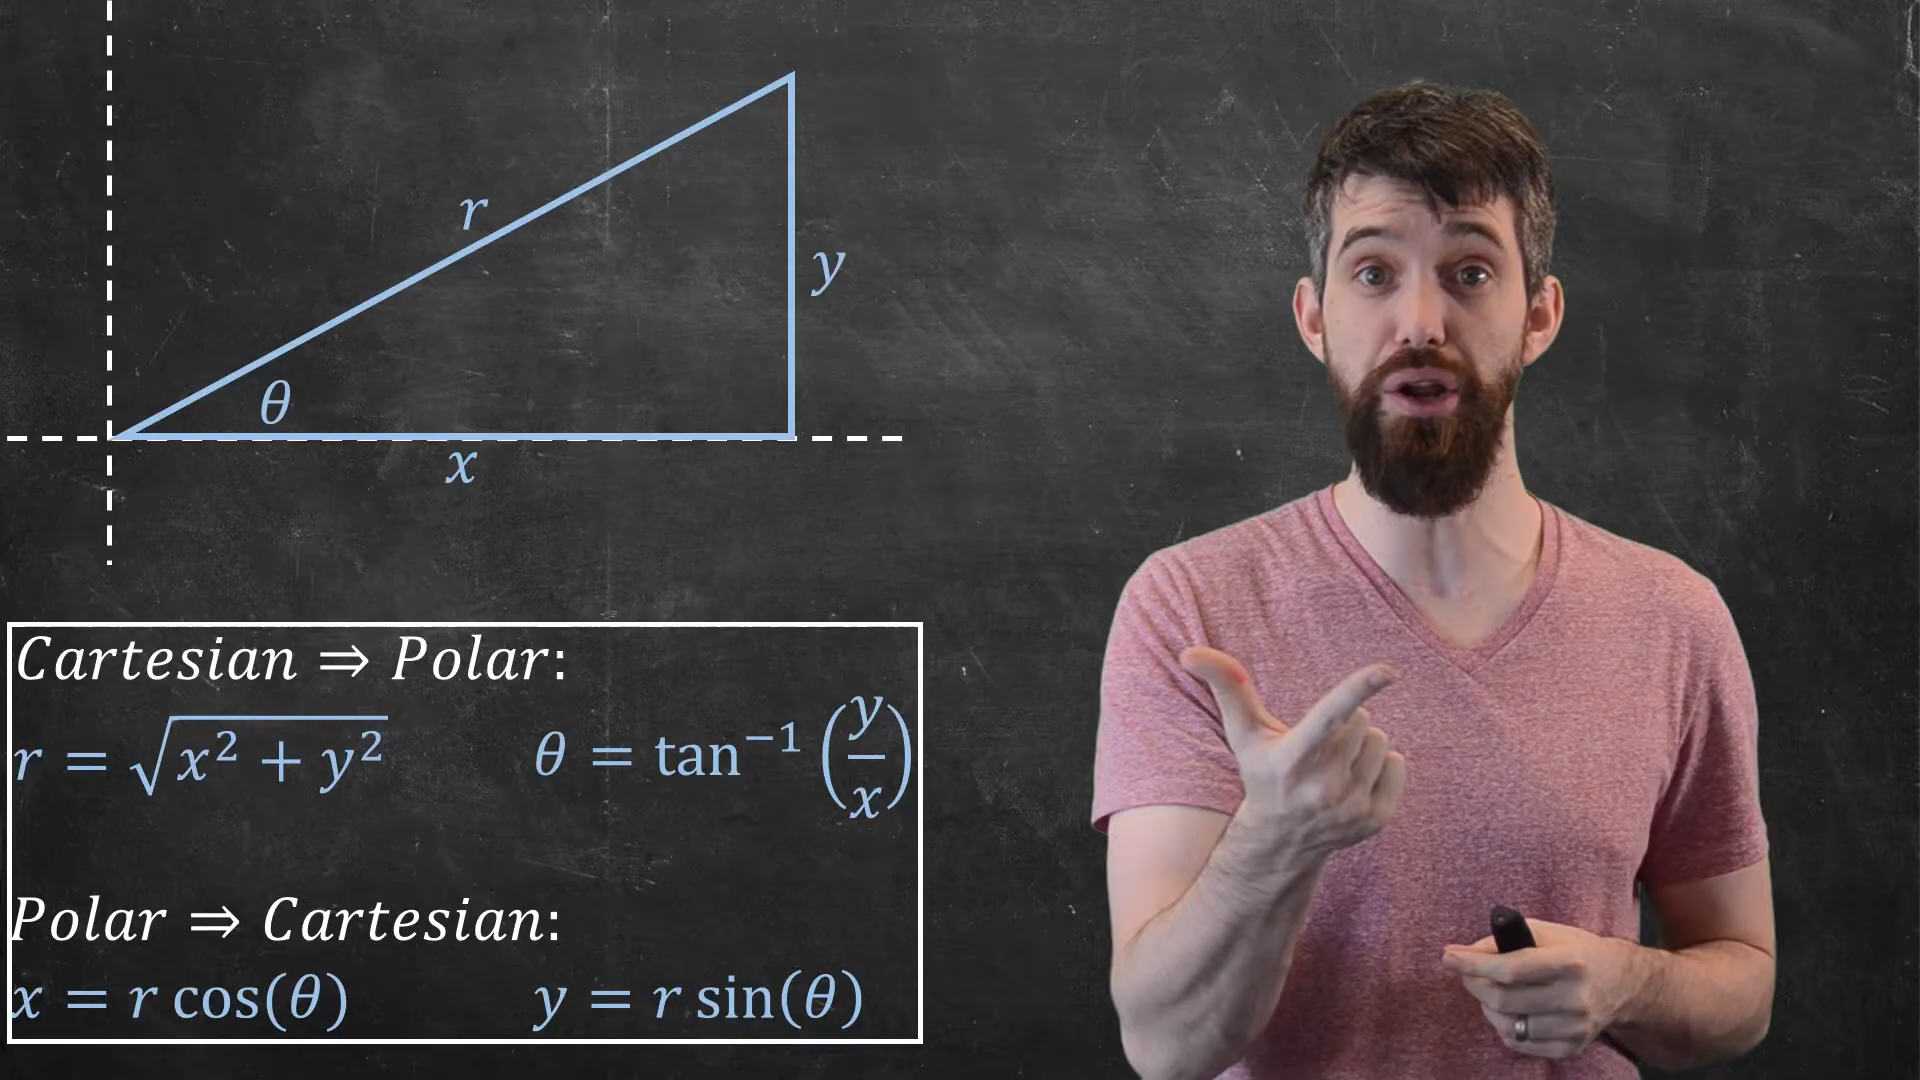 r
y
θ
x
Cartesian ⇒ Polar:
r = √(x² + y²) θ = tan⁻¹(y/x)
Polar ⇒ Cartesian:
x = r cos(θ) y = r sin(θ)